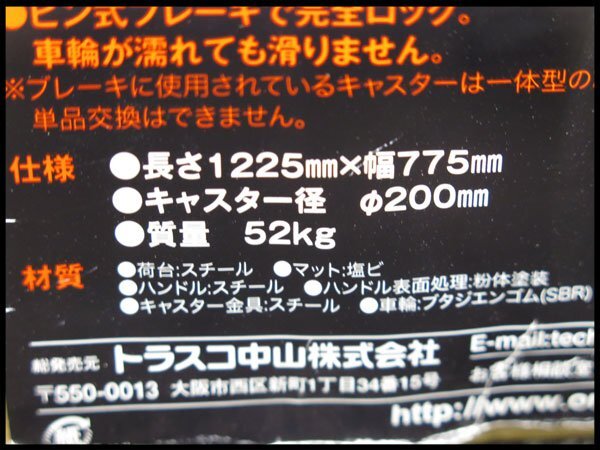 ●ピン式ブレーキで完全ロック。
車輪が濡れても滑りません。
※ブレーキに使用されているキャスターは一体型の
単品交換はできません。
仕様 ●長さ1225mm×幅775mm
●キャスター径 φ200mm
●質量 52kg
材質 ●荷台:スチール ●マット:塩ビ
●ハンドル:スチール ●ハンドル表面処理:粉体塗装
●キャスター金具:スチール ●車輪:ブタジエンゴム(SBR)
総発売元 トラスコ中山株式会社 E-mail:tec
〒550-0013 大阪市西区新町1丁目34番15号 お客様相談室
http://www.o